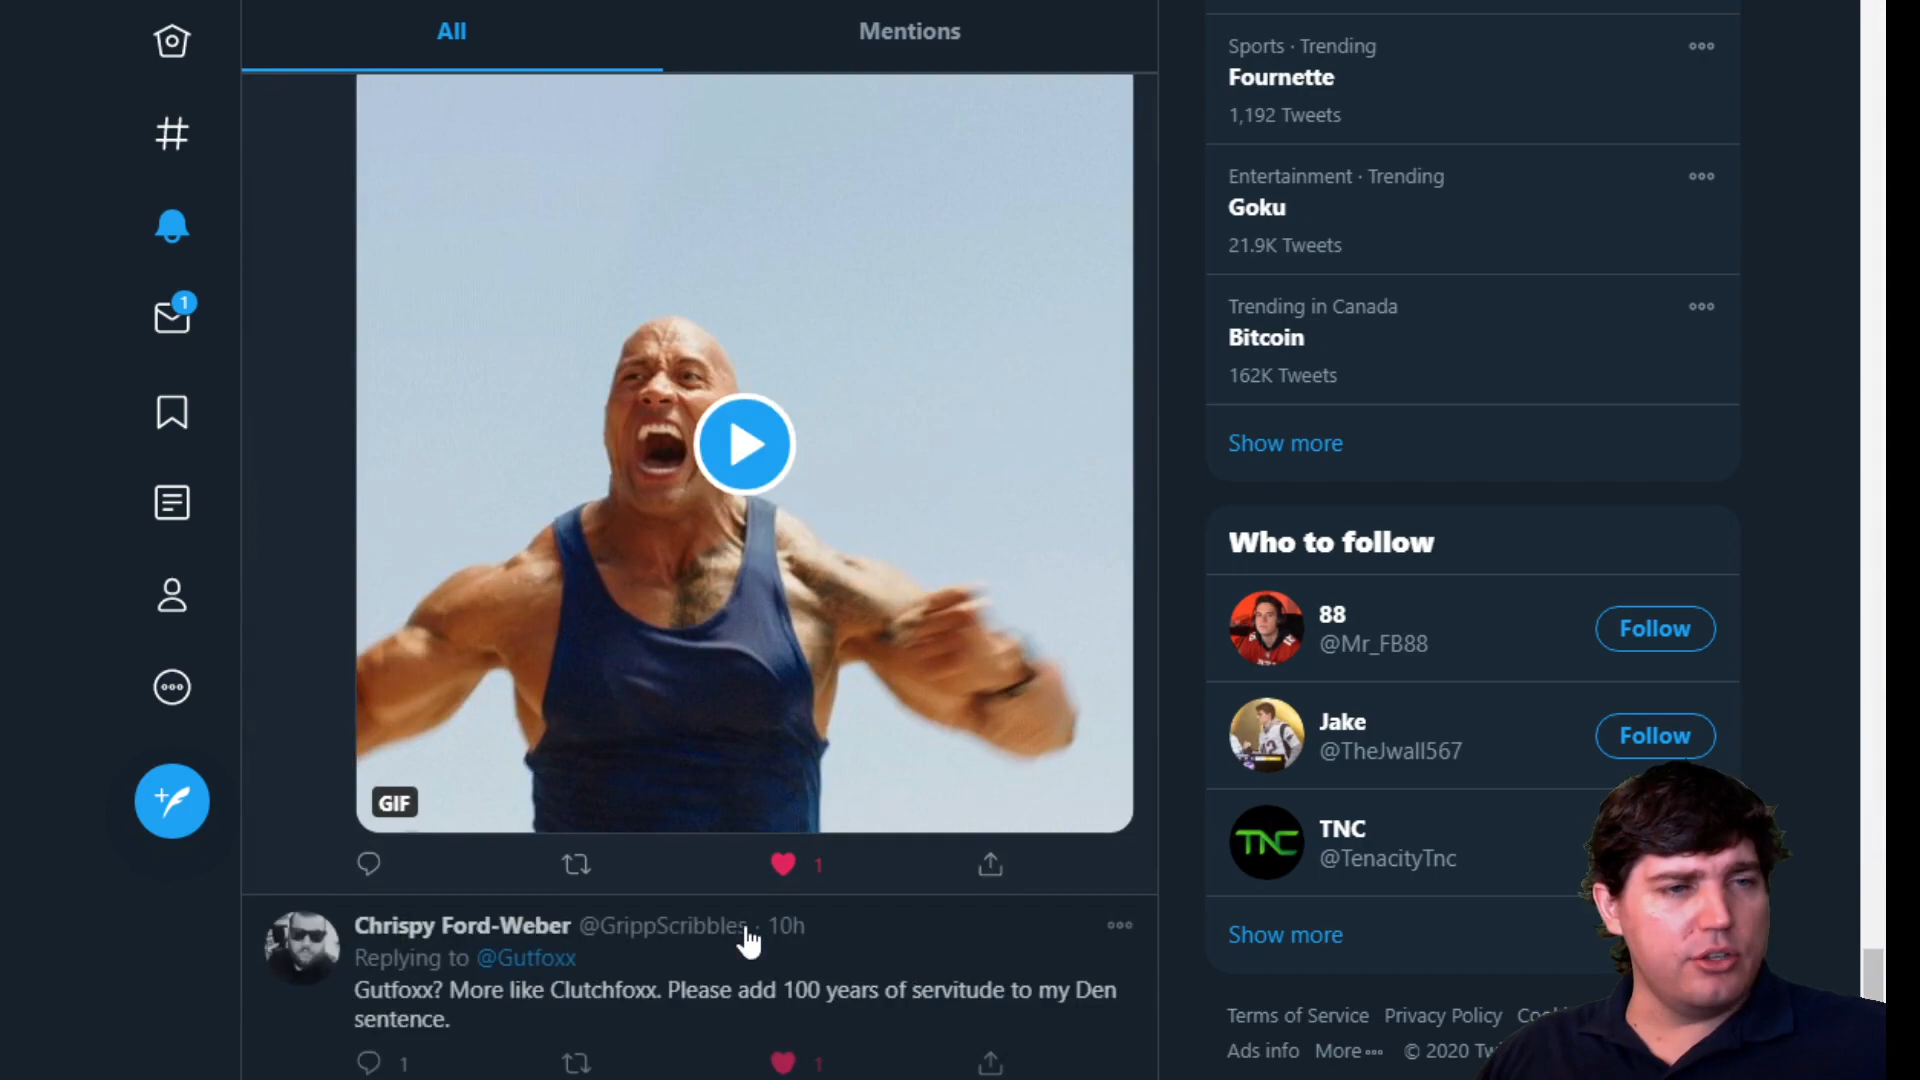 All
Mentions
1
GIF
1
Chrispy Ford-Weber @GrippScribbles · 10h
Replying to @Gutfoxx
Gutfoxx? More like Clutchfoxx. Please add 100 years of servitude to my Den
sentence.
1
1
Sports · Trending
Fournette
1,192 Tweets
Entertainment · Trending
Goku
21.9K Tweets
Trending in Canada
Bitcoin
162K Tweets
Show more
Who to follow
88
@Mr_FB88
Follow
Jake
@TheJwall567
Follow
TNC
TNC
@TenacityTnc
Show more
Terms of Service Privacy Policy
Ads info More © 2020